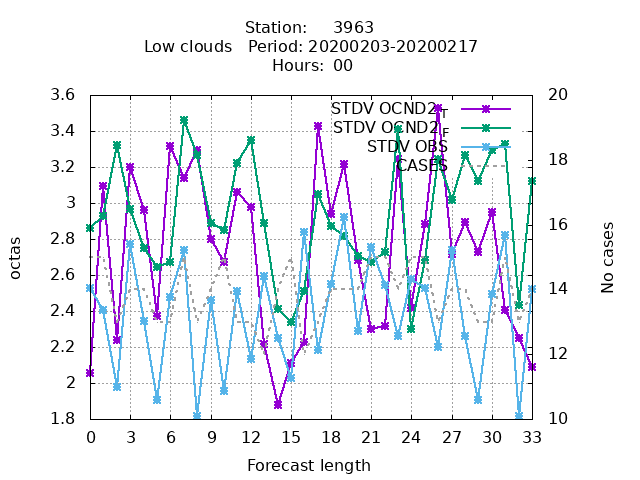 Station: 3963
Low clouds Period: 20200203-20200217
Hours: 00
3.6
3.4
3.2
3
2.8
2.6
2.4
2.2
2
1.8
octas
20
18
16
14
12
10
No cases
STDV OCND2_T
STDV OCND2_F
STDV OBS
CASES
0 3 6 9 12 15 18 21 24 27 30 33
Forecast length